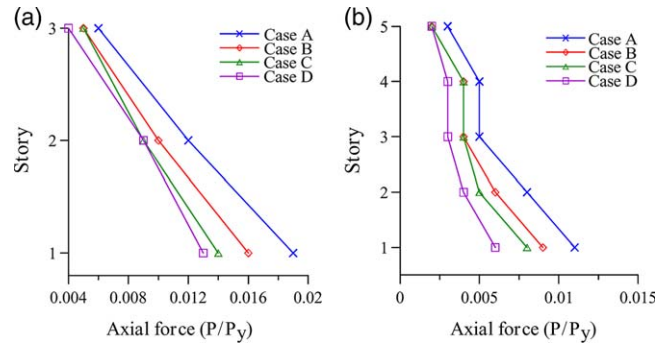 (a)
3
2
1
Story
Case A
Case B
Case C
Case D
0.004 0.008 0.012 0.016 0.02
Axial force (P/Py)
(b)
5
4
3
2
1
Story
Case A
Case B
Case C
Case D
0 0.005 0.01 0.015
Axial force (P/Py)